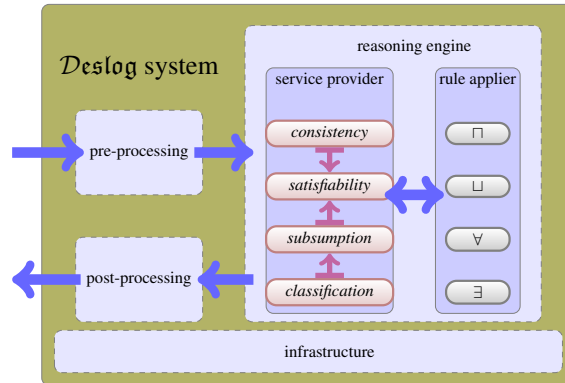 Deslog system
reasoning engine
service provider
rule applier
consistency
⊓
pre-processing
satisfiability
⊔
subsumption
∀
post-processing
classification
∃
infrastructure